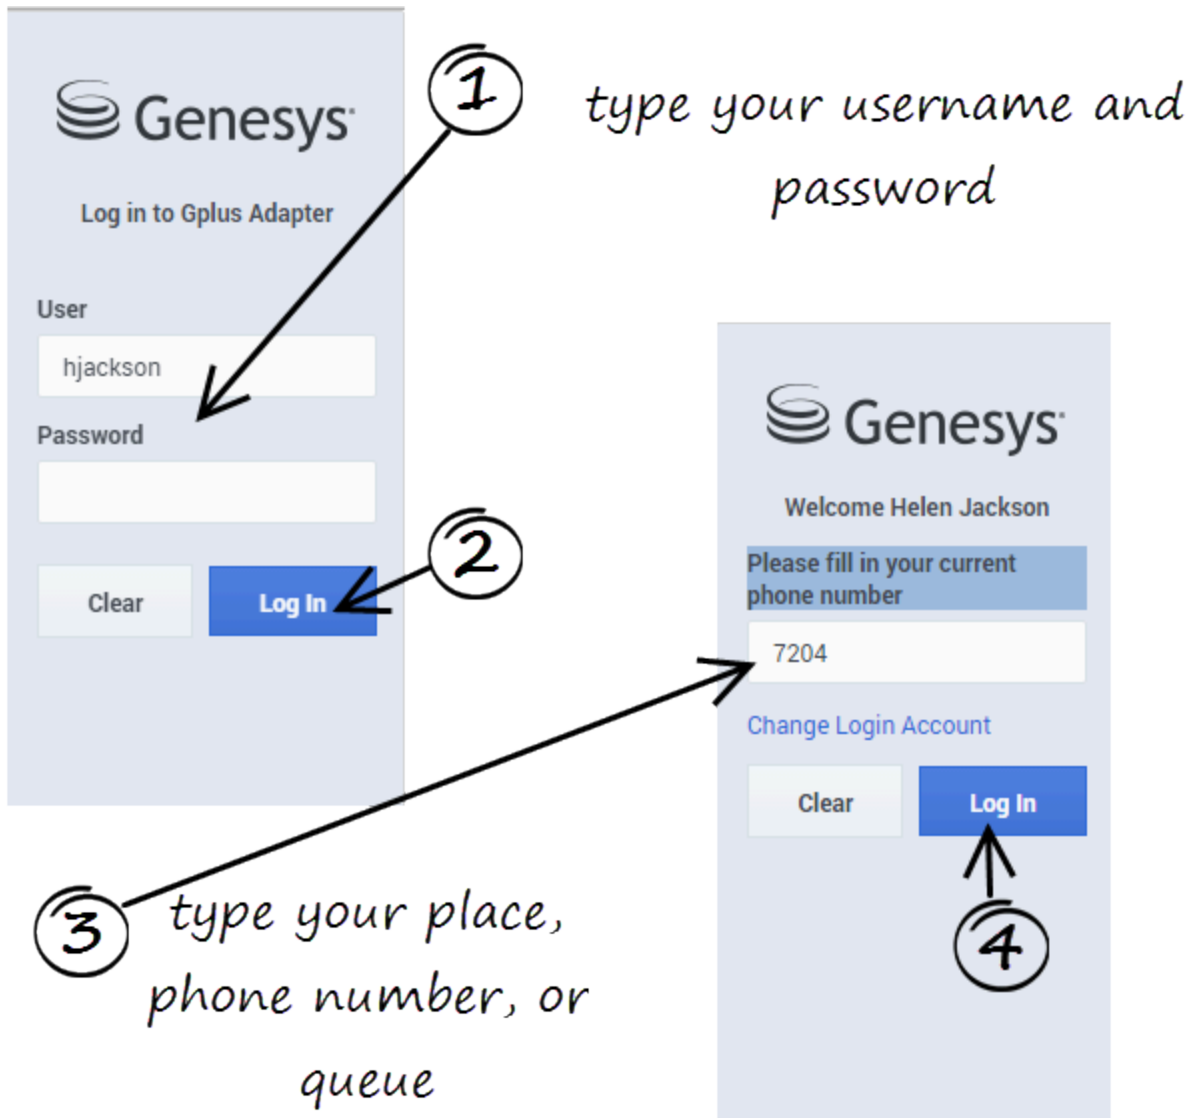 Genesys
Log in to Gplus Adapter
User
hjackson
Password
Clear
Log In
1
type your username and
password
2
Genesys
Welcome Helen Jackson
Please fill in your current
phone number
7204
Change Login Account
Clear
Log In
3
type your place,
phone number, or
queue
4